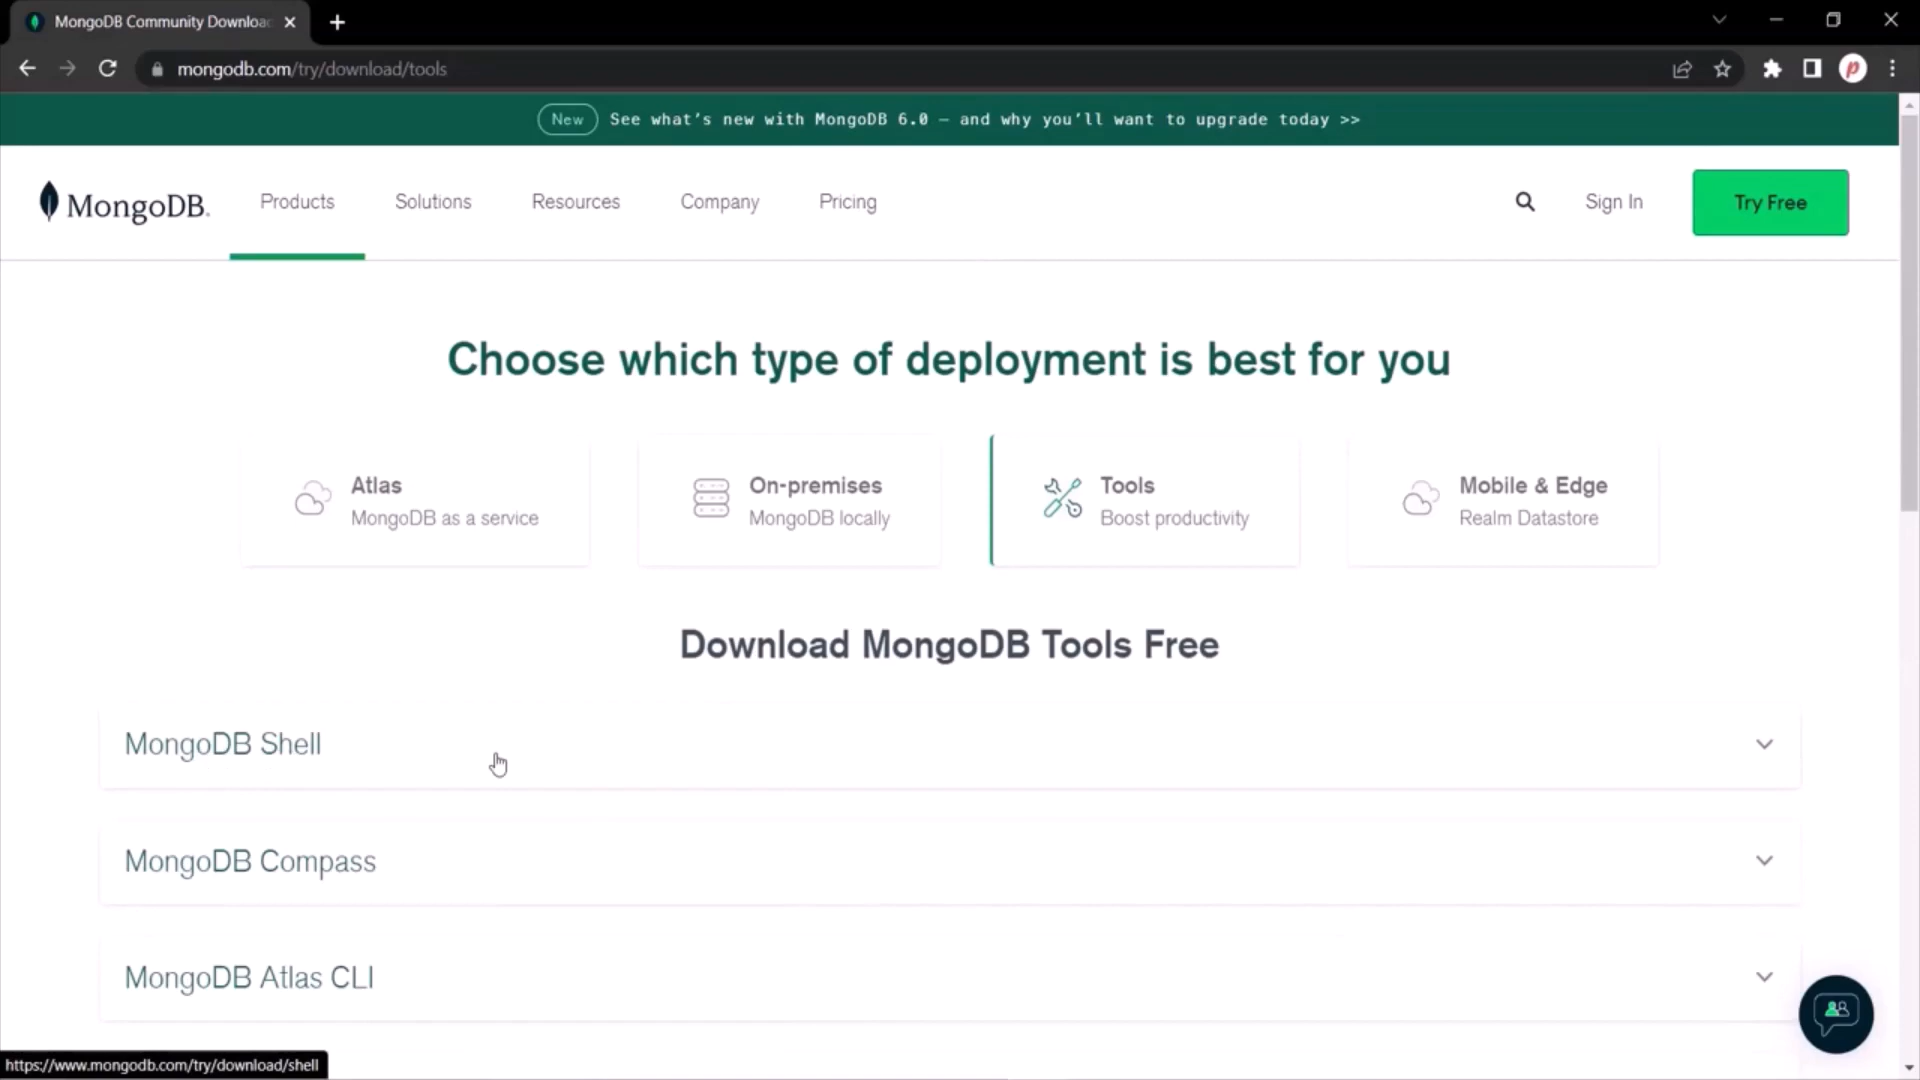 MongoDB Community Downloa
mongodb.com/try/download/tools
New See what's new with MongoDB 6.0 — and why you'll want to upgrade today >>
MongoDB. Products Solutions Resources Company Pricing Sign In Try Free
Choose which type of deployment is best for you
Atlas
MongoDB as a service
On-premises
MongoDB locally
Tools
Boost productivity
Mobile & Edge
Realm Datastore
Download MongoDB Tools Free
MongoDB Shell
MongoDB Compass
MongoDB Atlas CLI
https://www.mongodb.com/try/download/shell